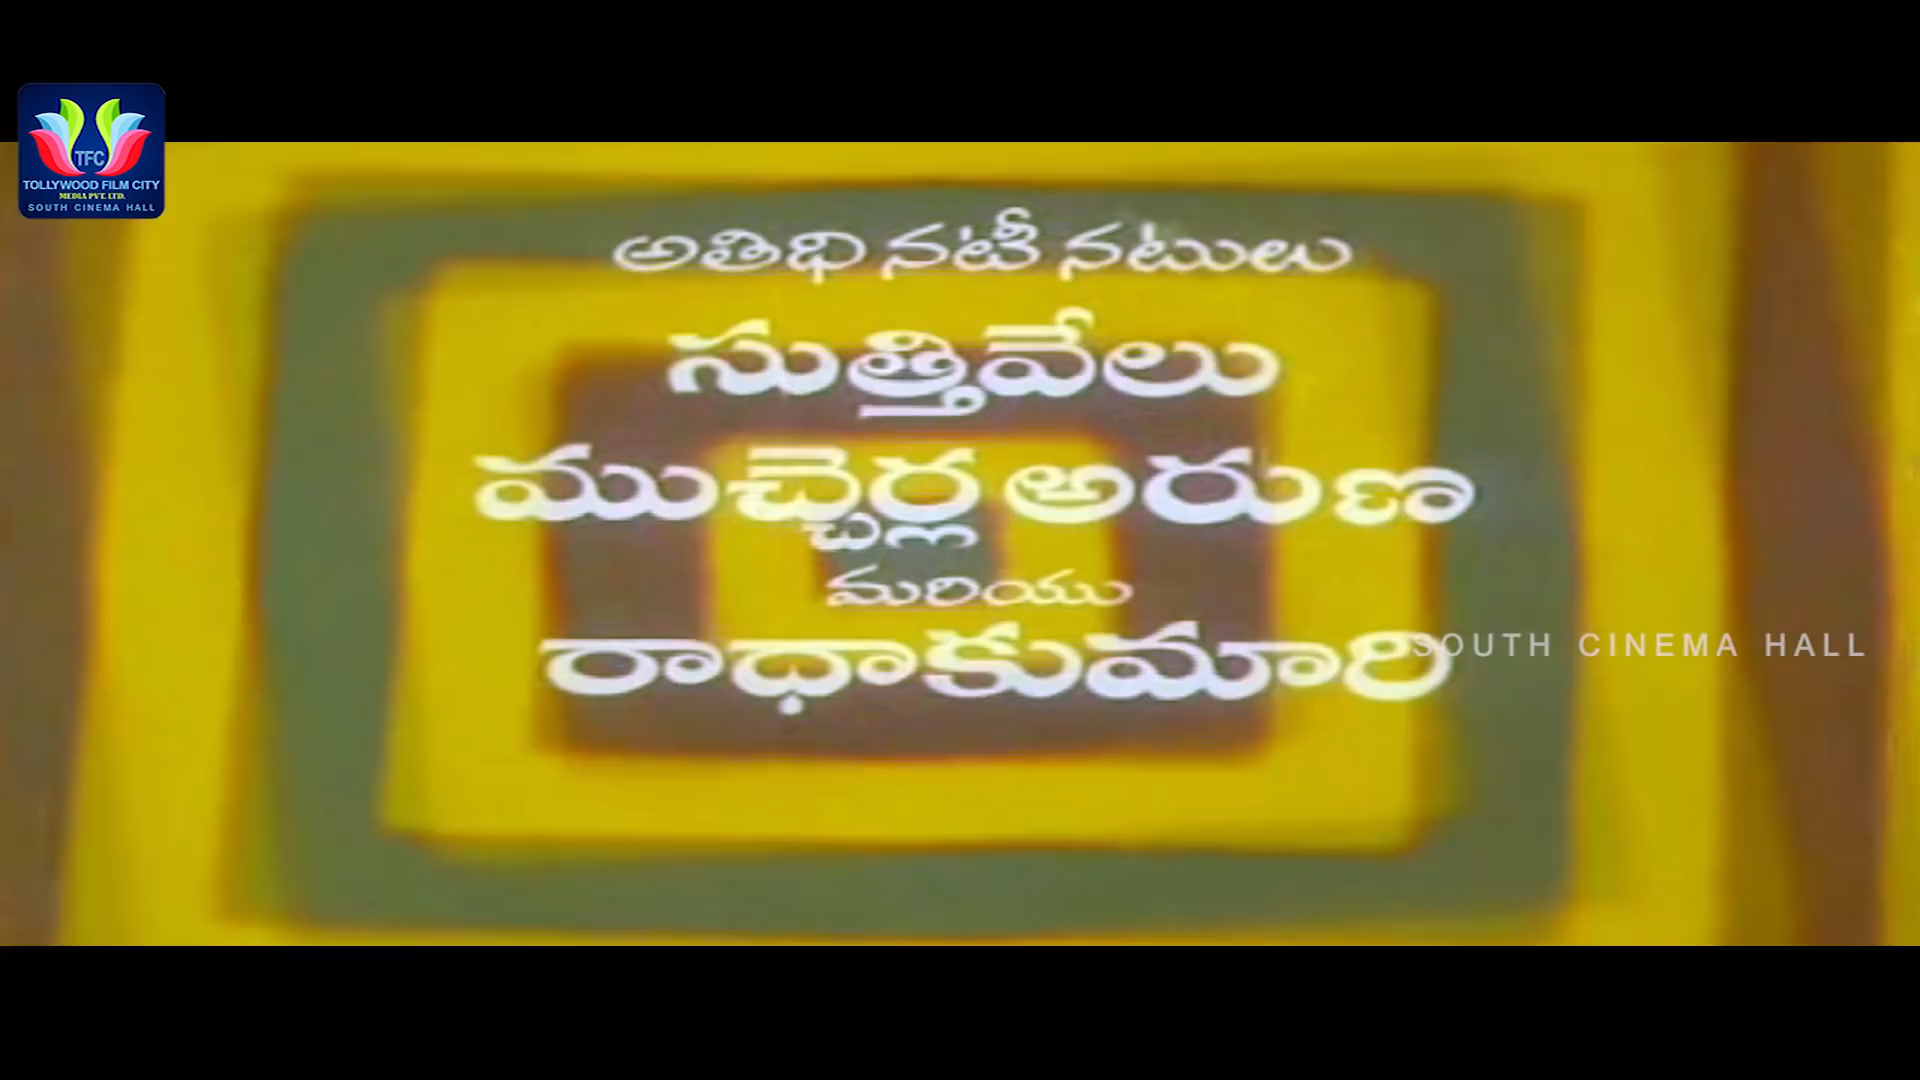 TFC
TOLLYWOOD FILM CITY
MEDIA PVT. LTD.
SOUTH CINEMA HALL
అతిధి నటీ నటులు
సుత్తివేలు
ముచ్చెర్ల అరుణ
మరియు
రాధాకుమారి
SOUTH CINEMA HALL